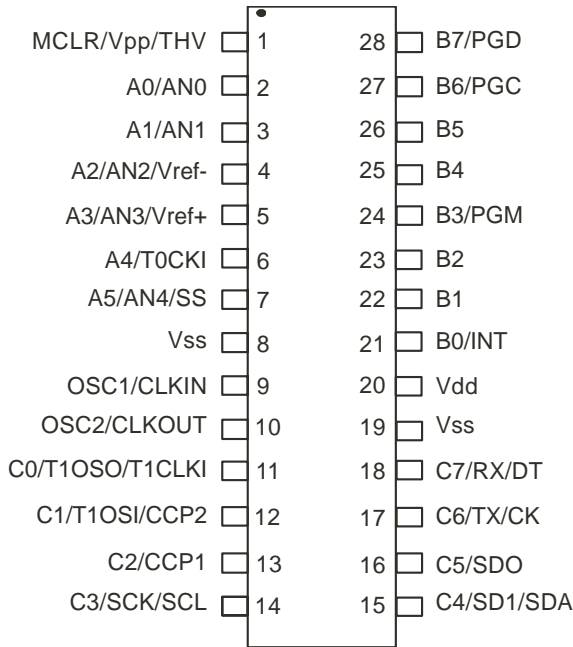 MCLR/Vpp/THV 1 28 B7/PGD
A0/AN0 2 27 B6/PGC
A1/AN1 3 26 B5
A2/AN2/Vref- 4 25 B4
A3/AN3/Vref+ 5 24 B3/PGM
A4/T0CKI 6 23 B2
A5/AN4/SS 7 22 B1
Vss 8 21 B0/INT
OSC1/CLKIN 9 20 Vdd
OSC2/CLKOUT 10 19 Vss
C0/T1OSO/T1CLKI 11 18 C7/RX/DT
C1/T1OSI/CCP2 12 17 C6/TX/CK
C2/CCP1 13 16 C5/SDO
C3/SCK/SCL 14 15 C4/SD1/SDA